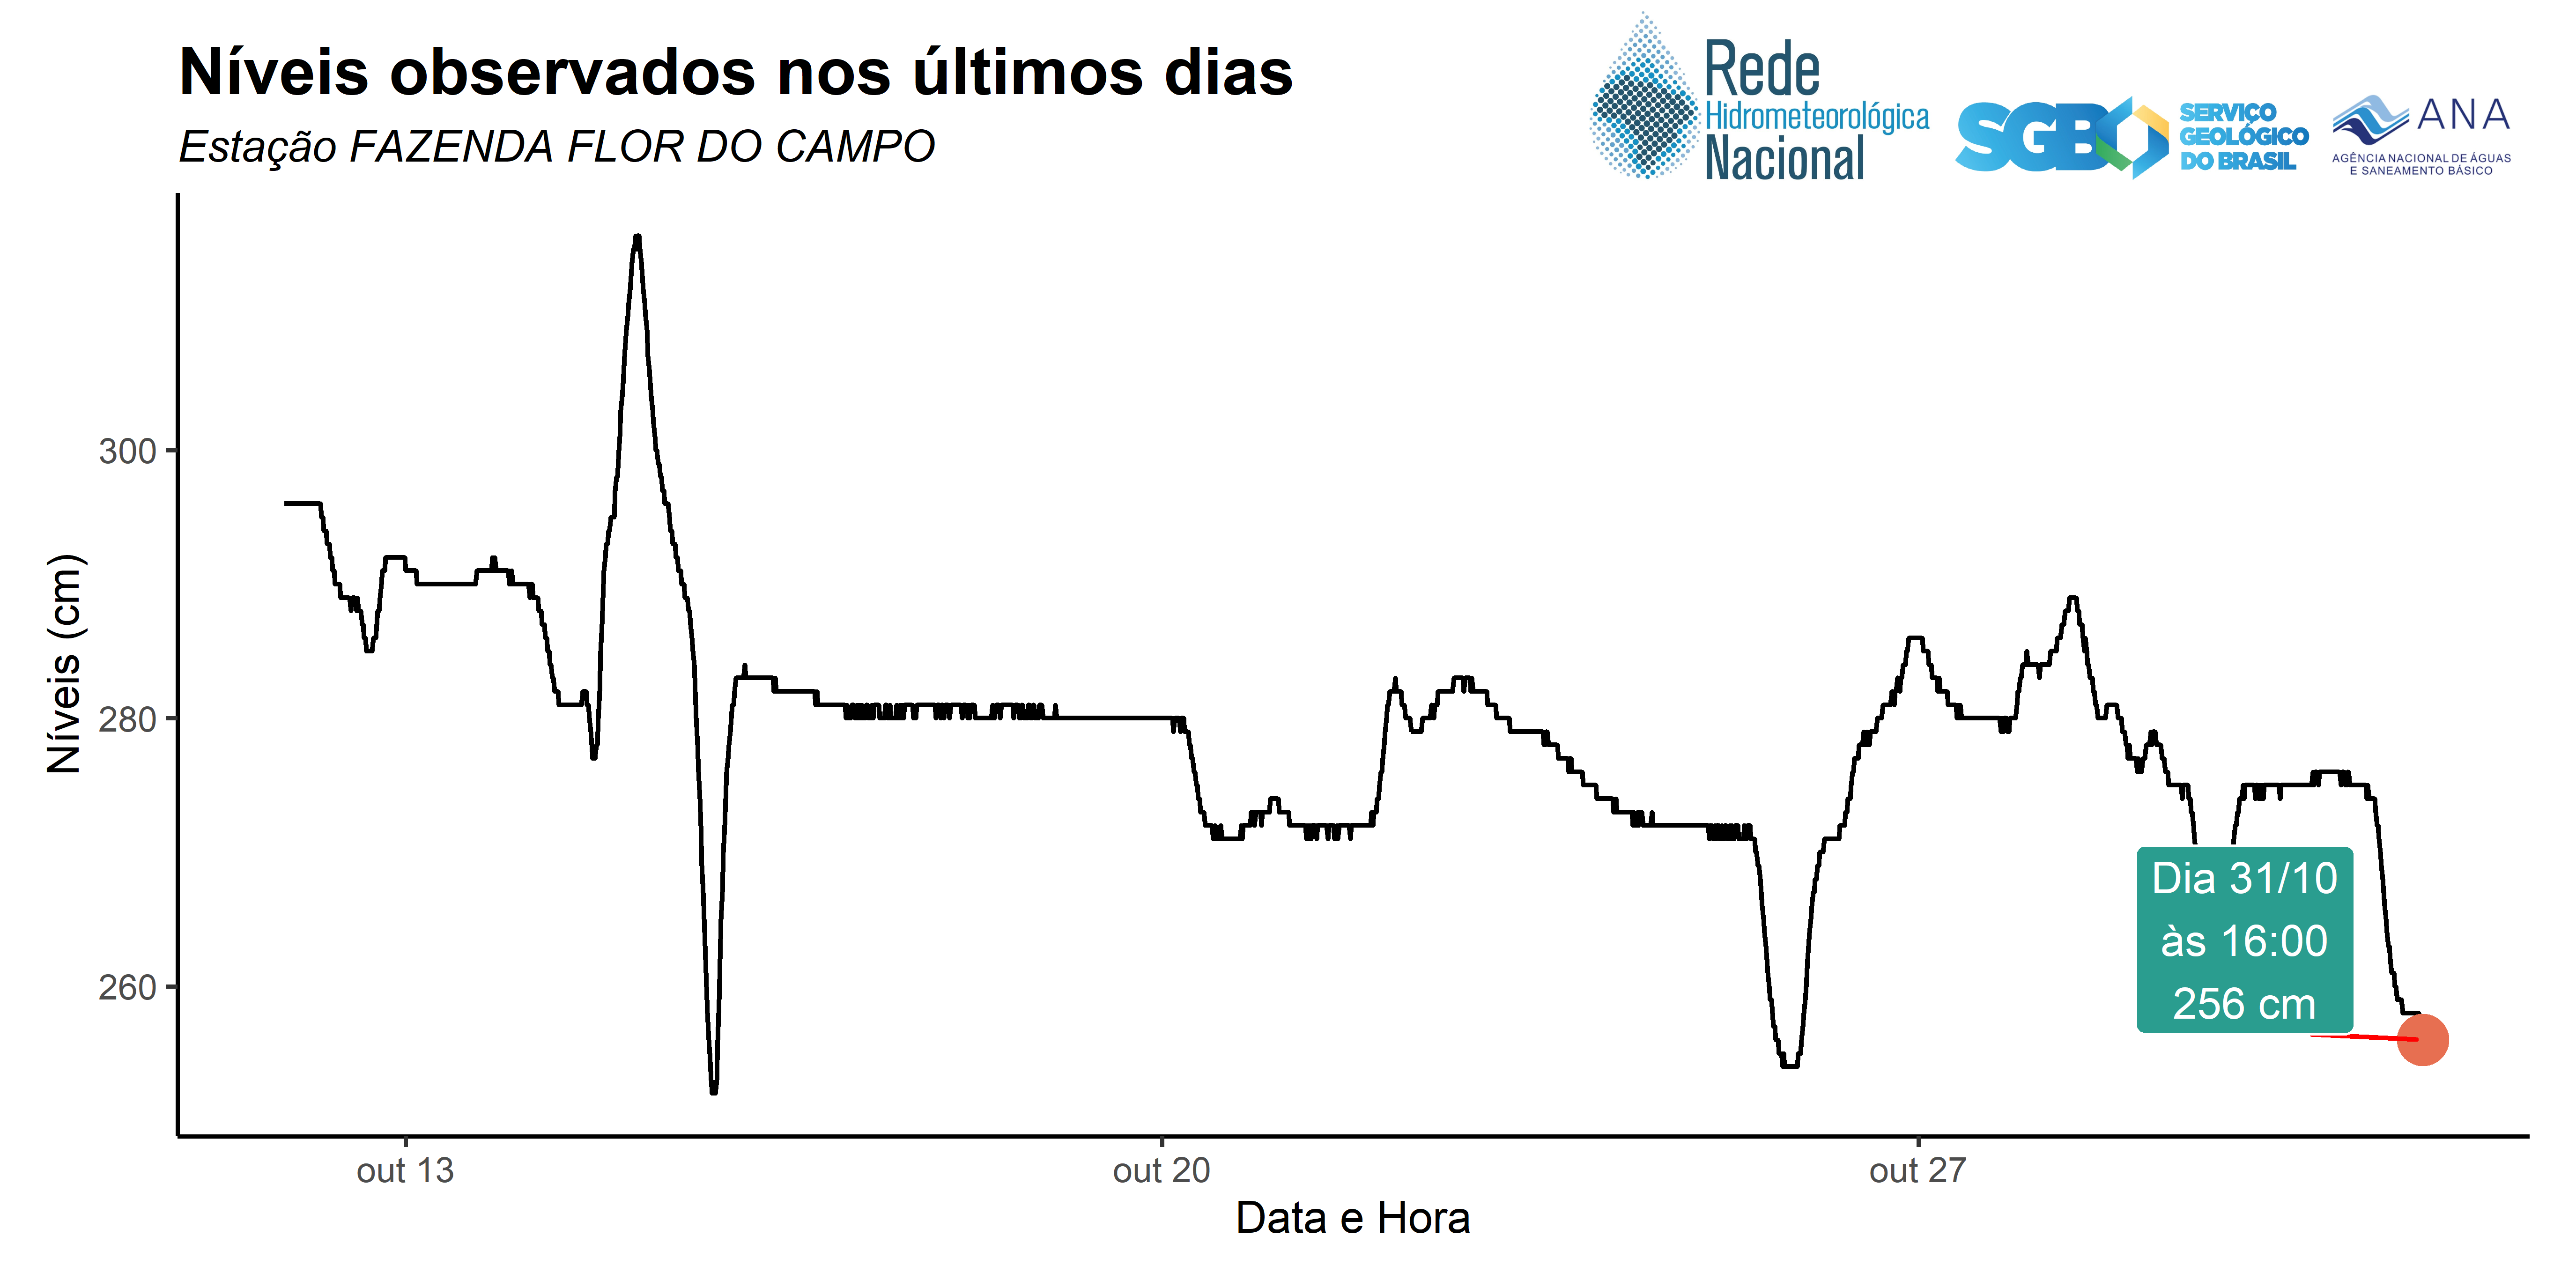 Níveis observados nos últimos dias
Estação FAZENDA FLOR DO CAMPO
Rede
Hidrometeorológica
Nacional
SGB
SERVIÇO
GEOLÓGICO
DO BRASIL
ANA
AGÊNCIA NACIONAL DE ÁGUAS
E SANEAMENTO BÁSICO
Níveis (cm)
300
280
260
Dia 31/10
às 16:00
256 cm
out 13
out 20
out 27
Data e Hora